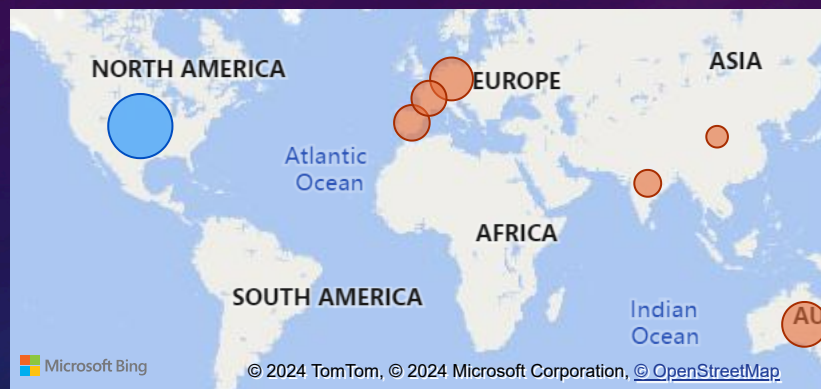 NORTH AMERICA
EUROPE
ASIA
Atlantic
Ocean
AFRICA
SOUTH AMERICA
Indian
Ocean
AU
Microsoft Bing
© 2024 TomTom, © 2024 Microsoft Corporation, © OpenStreetMap